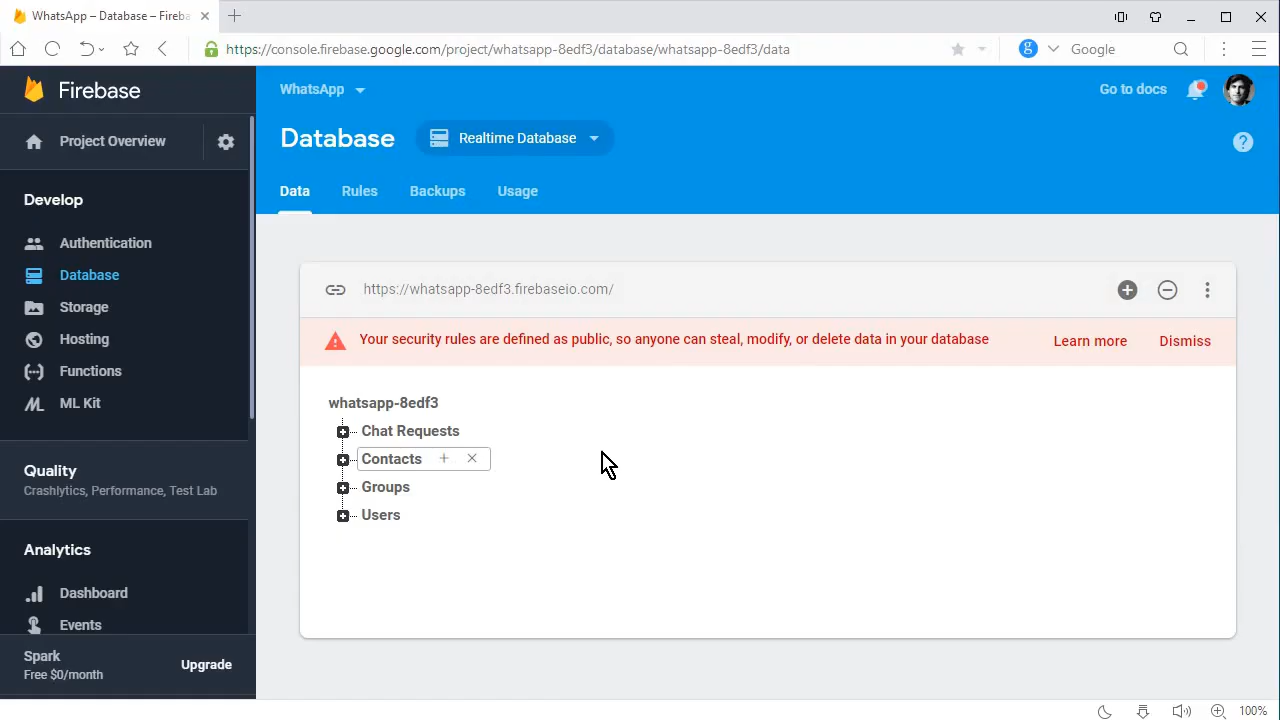 WhatsApp – Database – Fireba
https://console.firebase.google.com/project/whatsapp-8edf3/database/whatsapp-8edf3/data
g
Google
Firebase
WhatsApp
Go to docs
Project Overview
Database
Realtime Database
?
Data
Rules
Backups
Usage
Develop
Authentication
Database
Storage
Hosting
Functions
ML Kit
Quality
Crashlytics, Performance, Test Lab
Analytics
Dashboard
Events
Spark
Free $0/month
Upgrade
https://whatsapp-8edf3.firebaseio.com/
Your security rules are defined as public, so anyone can steal, modify, or delete data in your database
Learn more
Dismiss
whatsapp-8edf3
Chat Requests
Contacts
Groups
Users
100%